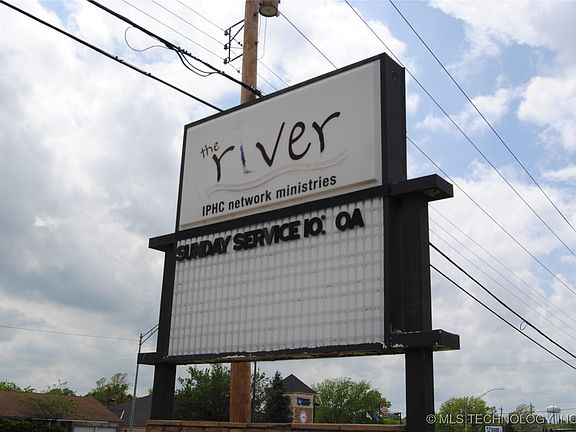 the
river
IPHC network ministries
SUNDAY SERVICE 10: OA
© MLS TECHNOLOGY INC